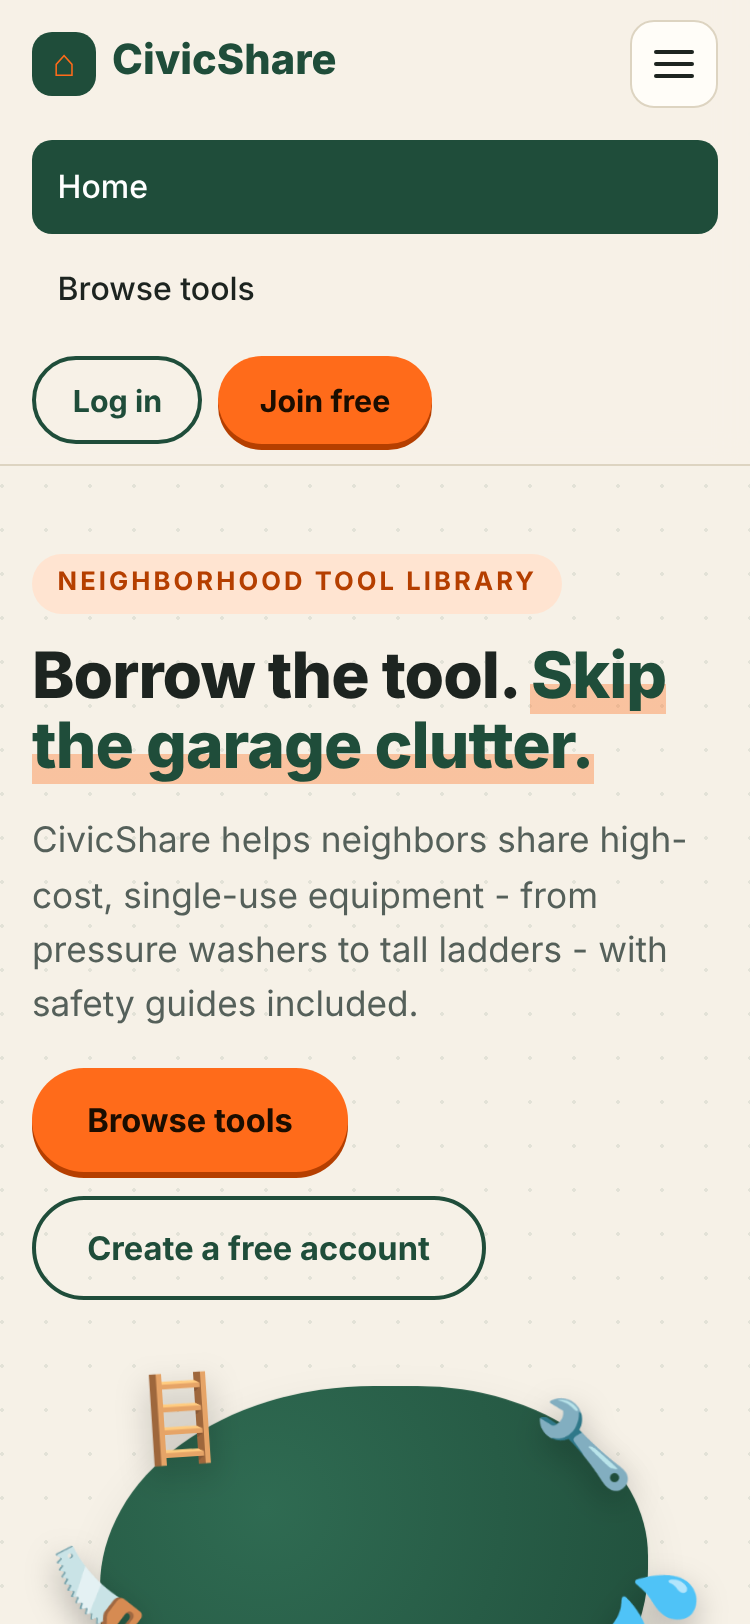 CivicShare
Home
Browse tools
Log in
Join free
NEIGHBORHOOD TOOL LIBRARY
Borrow the tool. Skip
the garage clutter.
CivicShare helps neighbors share high-
cost, single-use equipment - from
pressure washers to tall ladders - with
safety guides included.
Browse tools
Create a free account